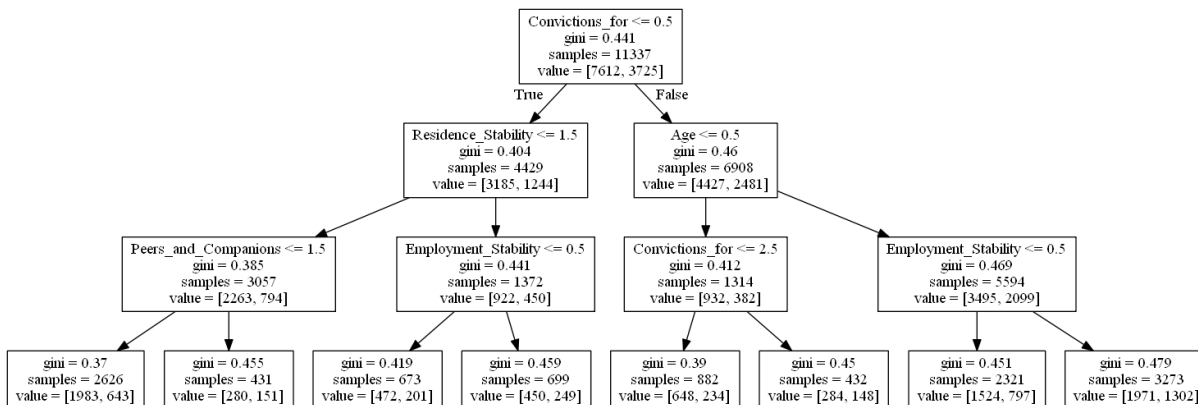 Convictions_for <= 0.5
gini = 0.441
samples = 11337
value = [7612, 3725]
True
False
Residence_Stability <= 1.5
gini = 0.404
samples = 4429
value = [3185, 1244]
Age <= 0.5
gini = 0.46
samples = 6908
value = [4427, 2481]
Peers_and_Companions <= 1.5
gini = 0.385
samples = 3057
value = [2263, 794]
Employment_Stability <= 0.5
gini = 0.441
samples = 1372
value = [922, 450]
Convictions_for <= 2.5
gini = 0.412
samples = 1314
value = [932, 382]
Employment_Stability <= 0.5
gini = 0.469
samples = 5594
value = [3495, 2099]
gini = 0.37
samples = 2626
value = [1983, 643]
gini = 0.455
samples = 431
value = [280, 151]
gini = 0.419
samples = 673
value = [472, 201]
gini = 0.459
samples = 699
value = [450, 249]
gini = 0.39
samples = 882
value = [648, 234]
gini = 0.45
samples = 432
value = [284, 148]
gini = 0.451
samples = 2321
value = [1524, 797]
gini = 0.479
samples = 3273
value = [1971, 1302]